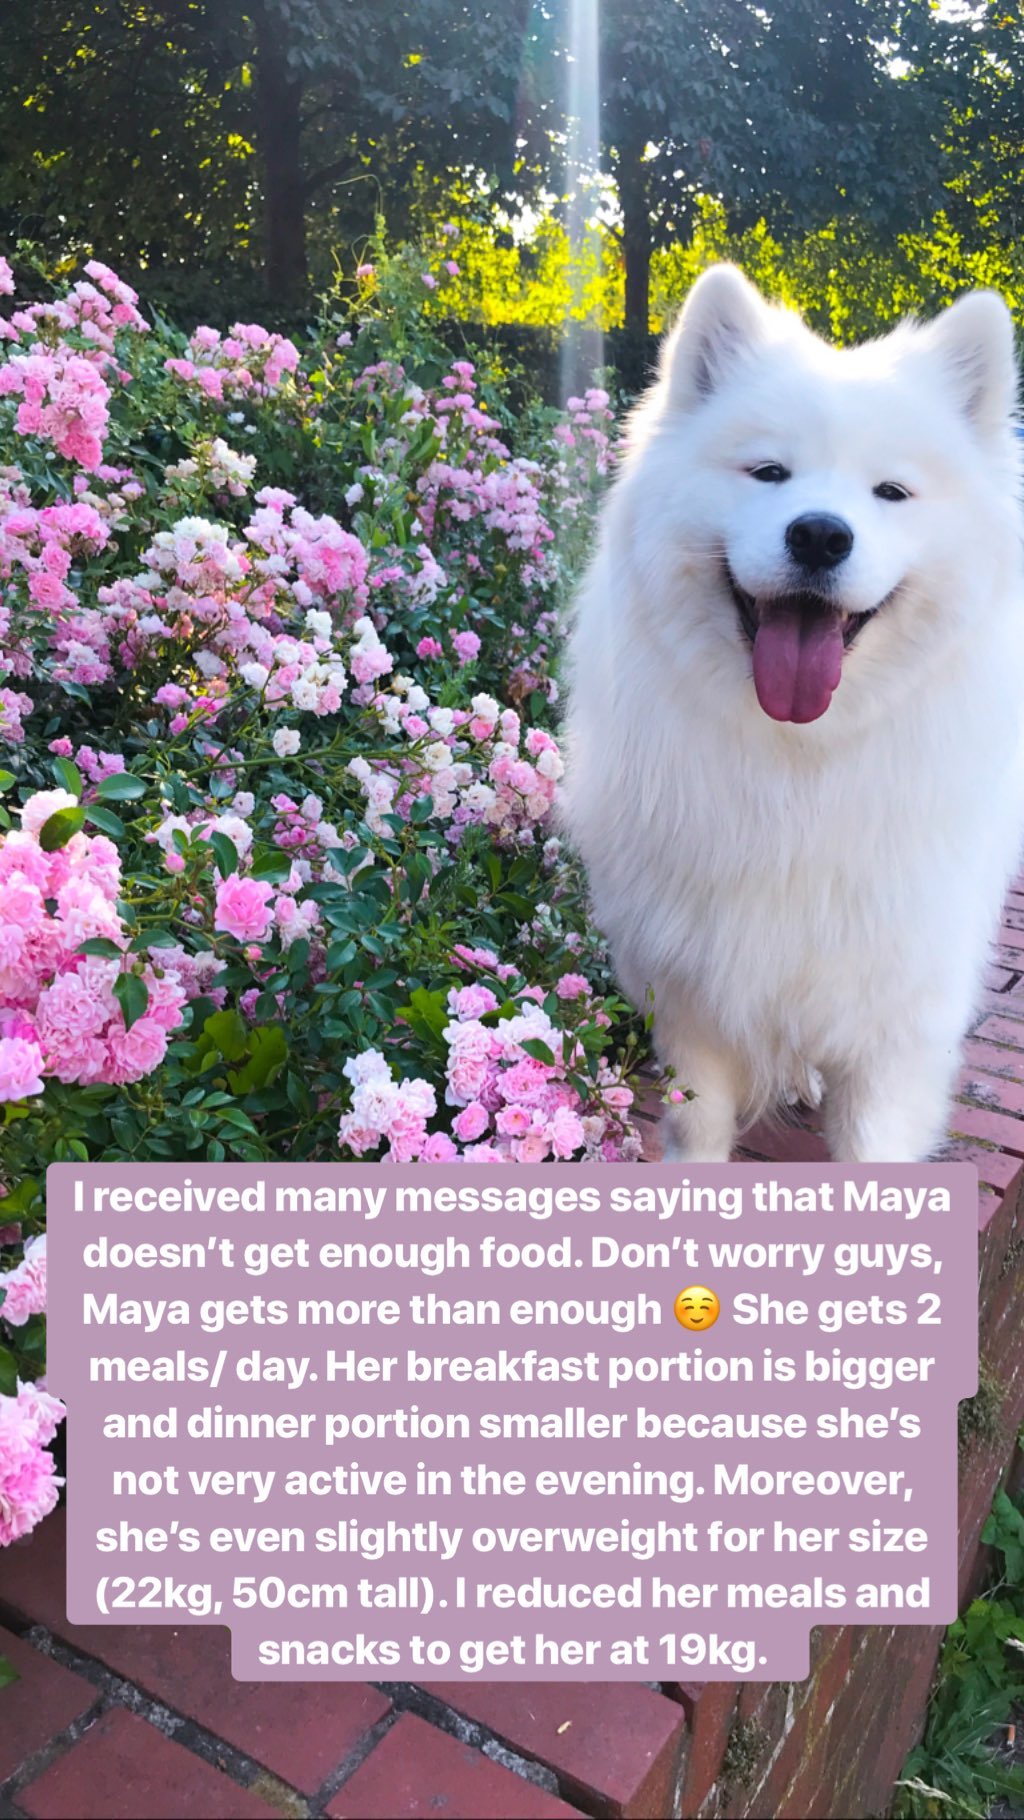 I received many messages saying that Maya
doesn’t get enough food. Don’t worry guys,
Maya gets more than enough ☺️ She gets 2
meals/ day. Her breakfast portion is bigger
and dinner portion smaller because she’s
not very active in the evening. Moreover,
she’s even slightly overweight for her size
(22kg, 50cm tall). I reduced her meals and
snacks to get her at 19kg.